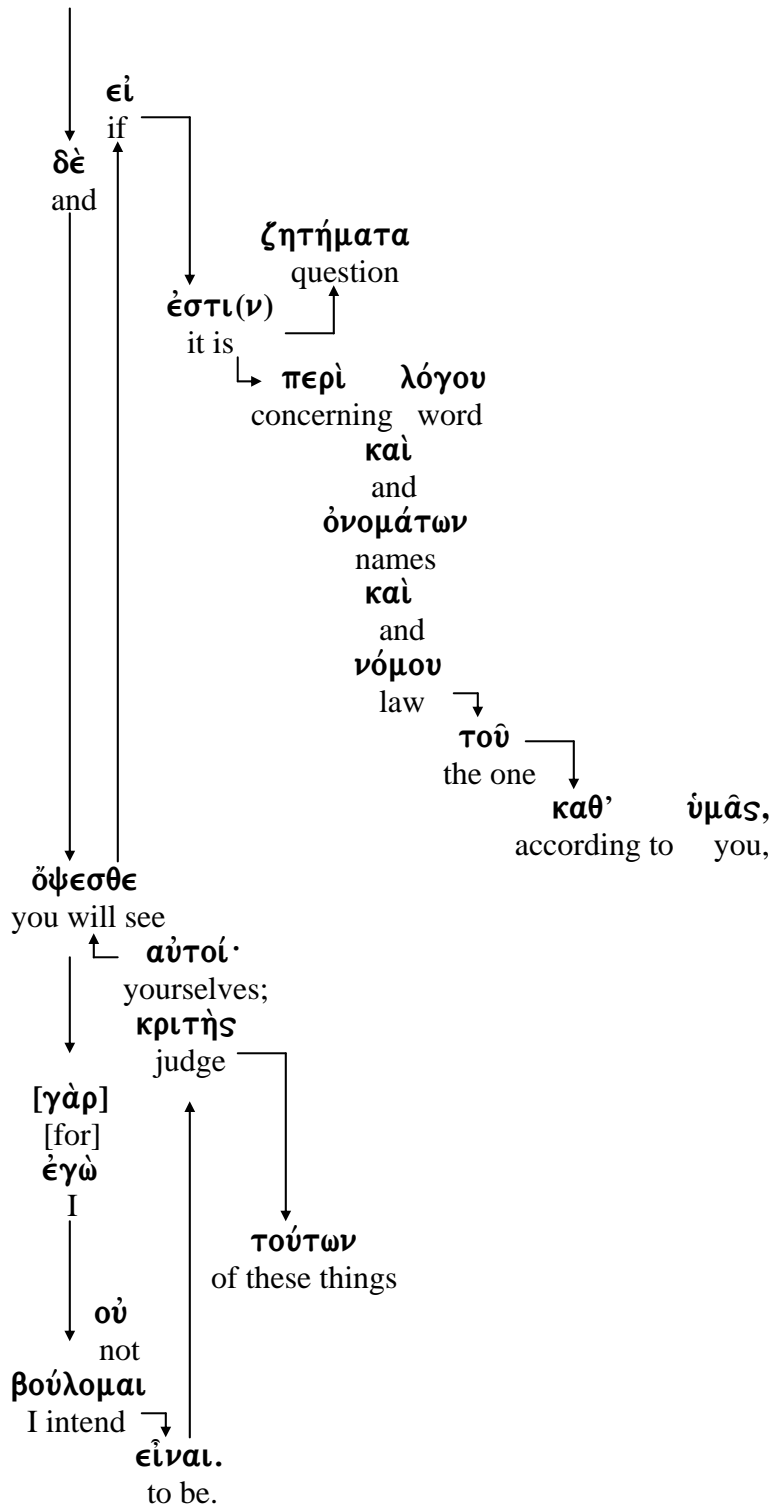 εἰ
if
δὲ
and
ζητήματα
question
ἐστι(ν)
it is
περὶ λόγου
concerning word
καὶ
and
ὀνομάτων
names
καὶ
and
νόμου
law
τοῦ
the one
καθ’ ὑμᾶς,
according to you,
ὄψεσθε
you will see
αὐτοί·
yourselves;
κριτὴς
judge
[γὰρ]
[for]
ἐγὼ
I
τούτων
of these things
οὐ
not
βούλομαι
I intend
εἶναι.
to be.